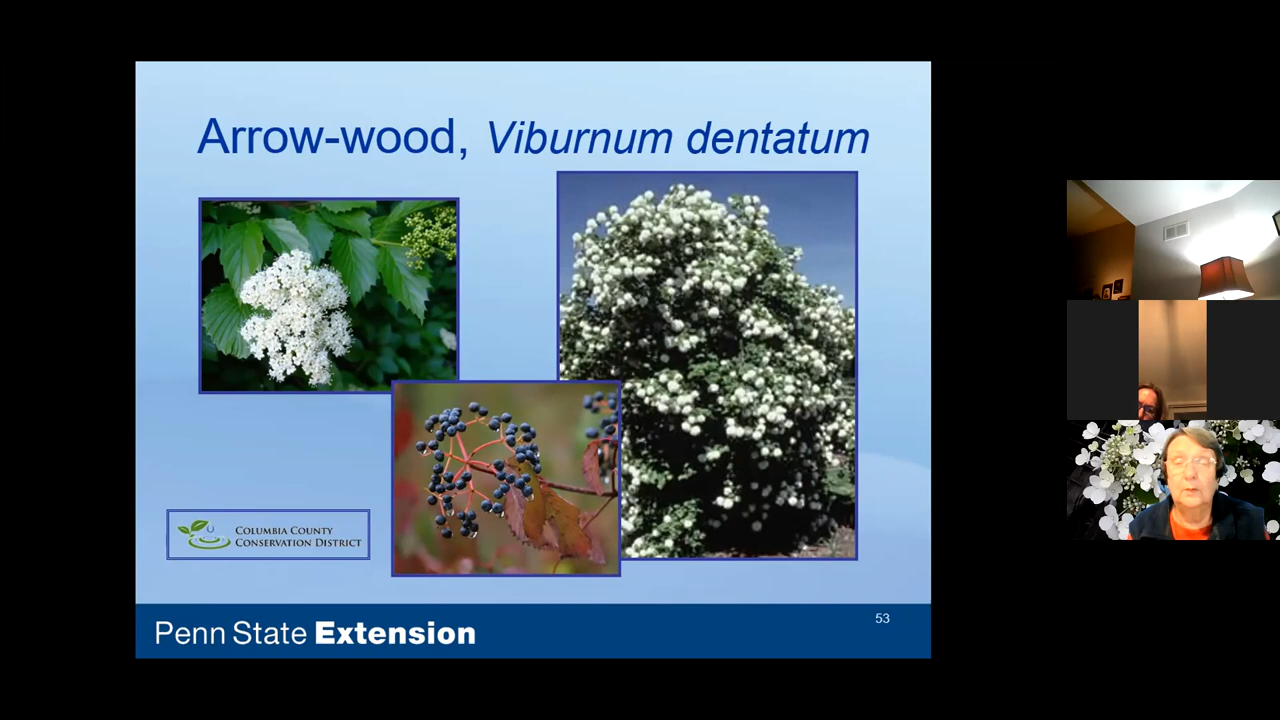 Arrow-wood, Viburnum dentatum
COLUMBIA COUNTY
CONSERVATION DISTRICT
53
Penn State Extension